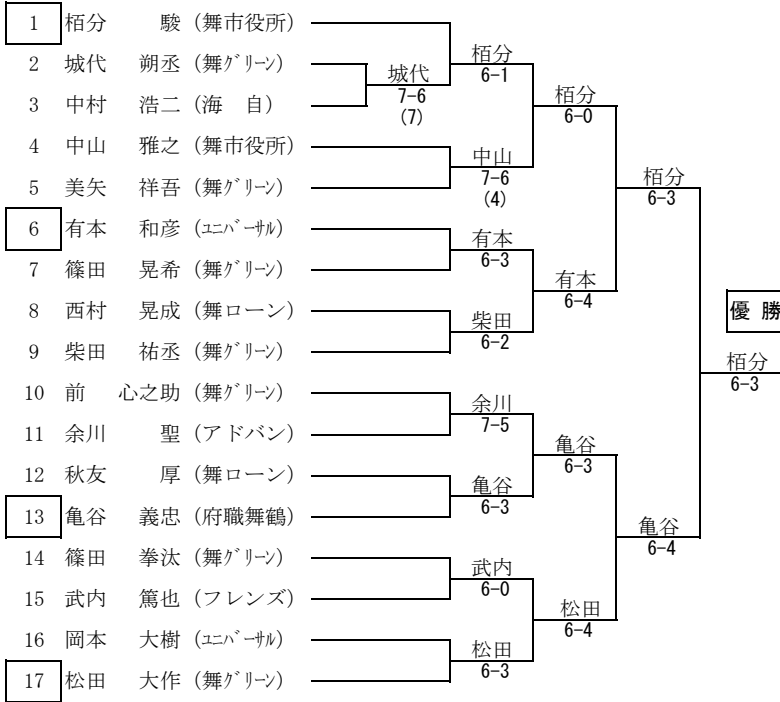 1 栢分 駿 (舞市役所)
2 城代 朔丞 (舞グリーン)
3 中村 浩二 (海 自)
4 中山 雅之 (舞市役所)
5 美矢 祥吾 (舞グリーン)
6 有本 和彦 (ユニバーサル)
7 篠田 晃希 (舞グリーン)
8 西村 晃成 (舞ローン)
9 柴田 祐丞 (舞グリーン)
10 前 心之助 (舞グリーン)
11 余川 聖 (アドバン)
12 秋友 厚 (舞ローン)
13 亀谷 義忠 (府職舞鶴)
14 篠田 拳汰 (舞グリーン)
15 武内 篤也 (フレンズ)
16 岡本 大樹 (ユニバーサル)
17 松田 大作 (舞グリーン)
城代
7-6
(7)
栢分
6-1
中山
7-6
(4)
有本
6-3
柴田
6-2
余川
7-5
亀谷
6-3
武内
6-0
松田
6-3
栢分
6-0
有本
6-4
亀谷
6-3
松田
6-4
栢分
6-3
亀谷
6-4
優 勝
栢分
6-3